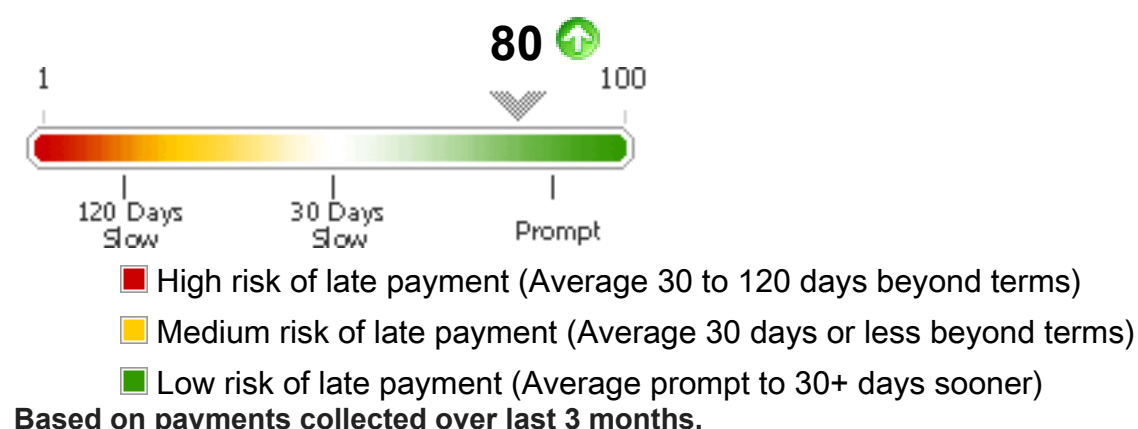 80
1 100
120 Days 30 Days Prompt
Slow Slow
High risk of late payment (Average 30 to 120 days beyond terms)
Medium risk of late payment (Average 30 days or less beyond terms)
Low risk of late payment (Average prompt to 30+ days sooner)
Based on payments collected over last 3 months.